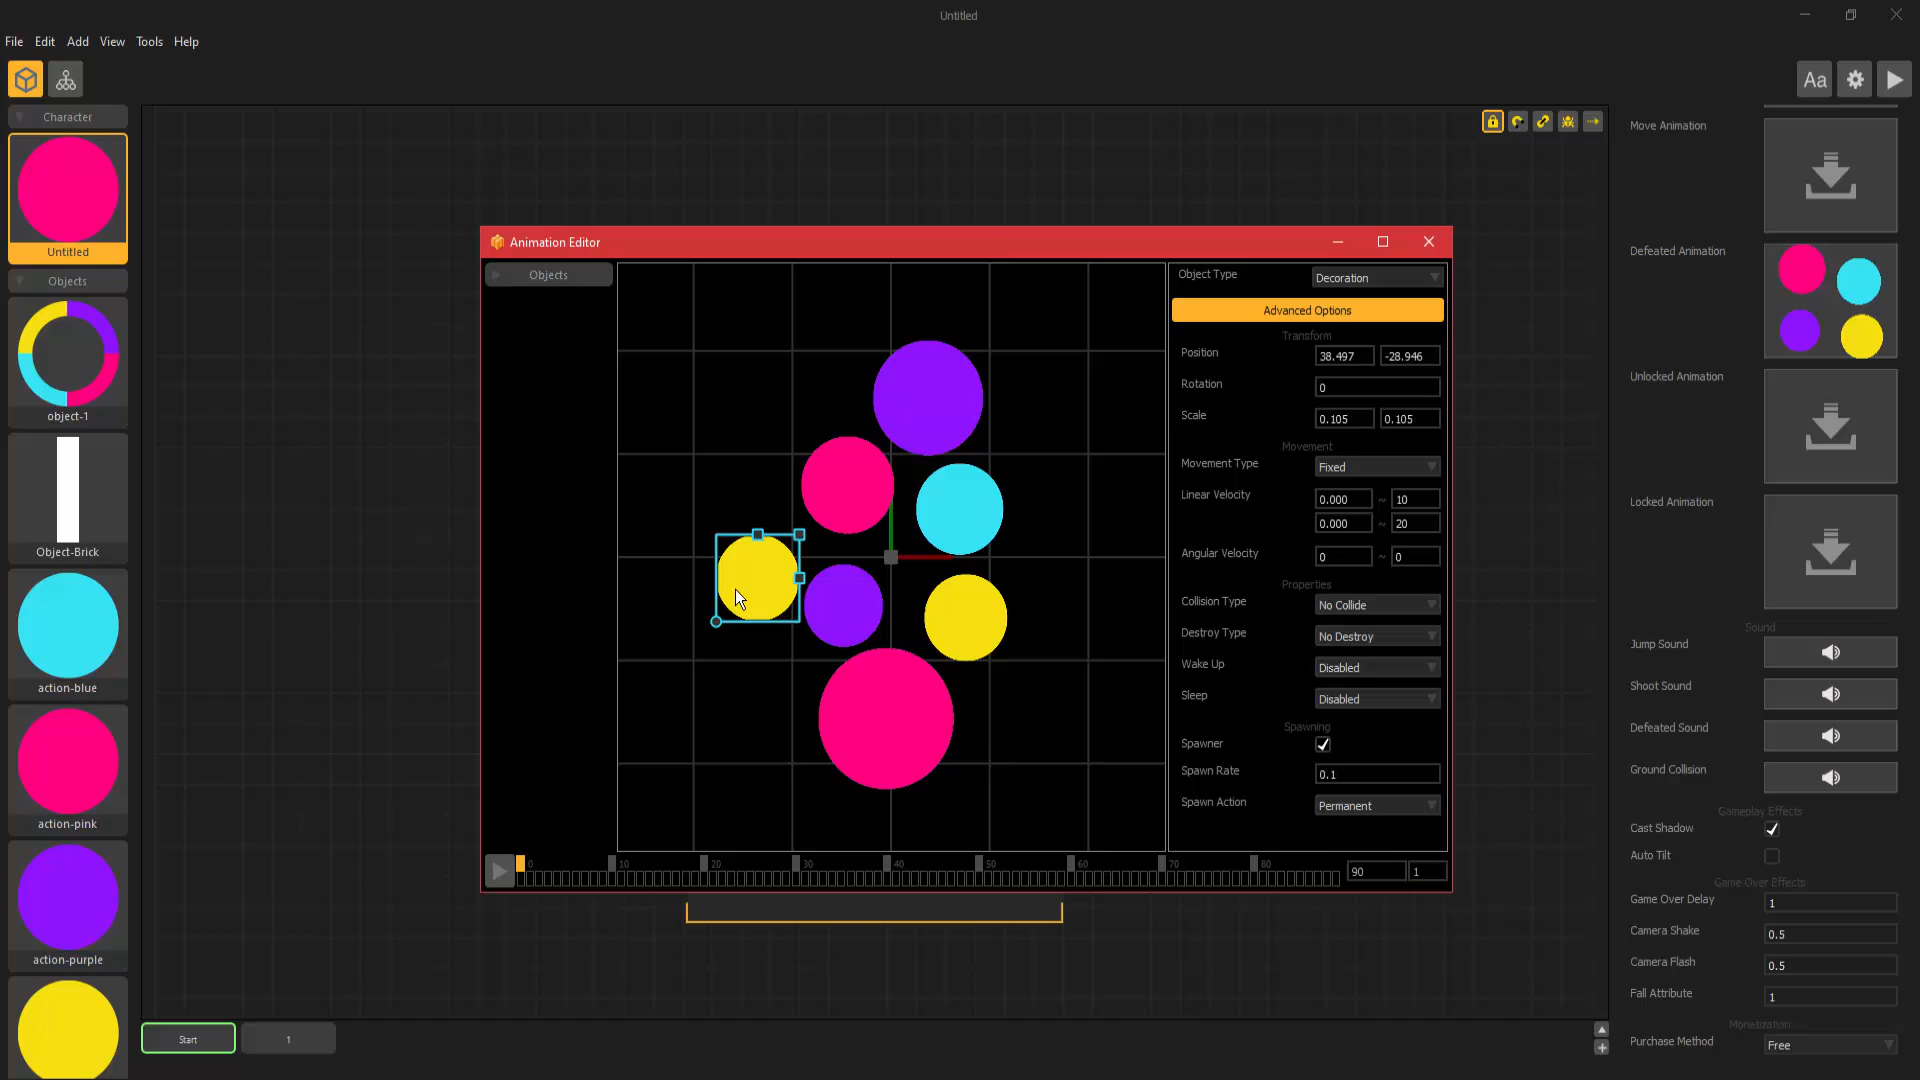 Untitled
File Edit Add View Tools Help
Aa
Character
Untitled
Objects
object-1
Object-Brick
action-blue
action-pink
action-purple
Animation Editor
Objects
Object Type Decoration
Advanced Options
Transform
Position 38.497 -28.946
Rotation 0
Scale 0.105 0.105
Movement
Movement Type Fixed
Linear Velocity 0.000 ~ 10
0.000 ~ 20
Angular Velocity 0 ~ 0
Properties
Collision Type No Collide
Destroy Type No Destroy
Wake Up Disabled
Sleep Disabled
Spawning
Spawner
Spawn Rate 0.1
Spawn Action Permanent
0 10 20 30 40 50 60 70 80 90 1
Start 1
Move Animation
Defeated Animation
Unlocked Animation
Locked Animation
Sound
Jump Sound
Shoot Sound
Defeated Sound
Ground Collision
Gameplay Effects
Cast Shadow
Auto Tilt
Game Over Effects
Game Over Delay 1
Camera Shake 0.5
Camera Flash 0.5
Fall Attribute 1
Monetization
Purchase Method Free